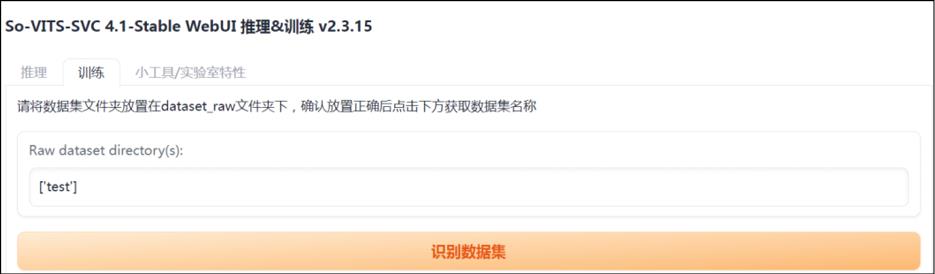 So-VITS-SVC 4.1-Stable WebUI 推理&训练 v2.3.15
推理 训练 小工具/实验室特性
请将数据集文件夹放置在dataset_raw文件夹下，确认放置正确后点击下方获取数据集名称
Raw dataset directory(s):
['test']
识别数据集